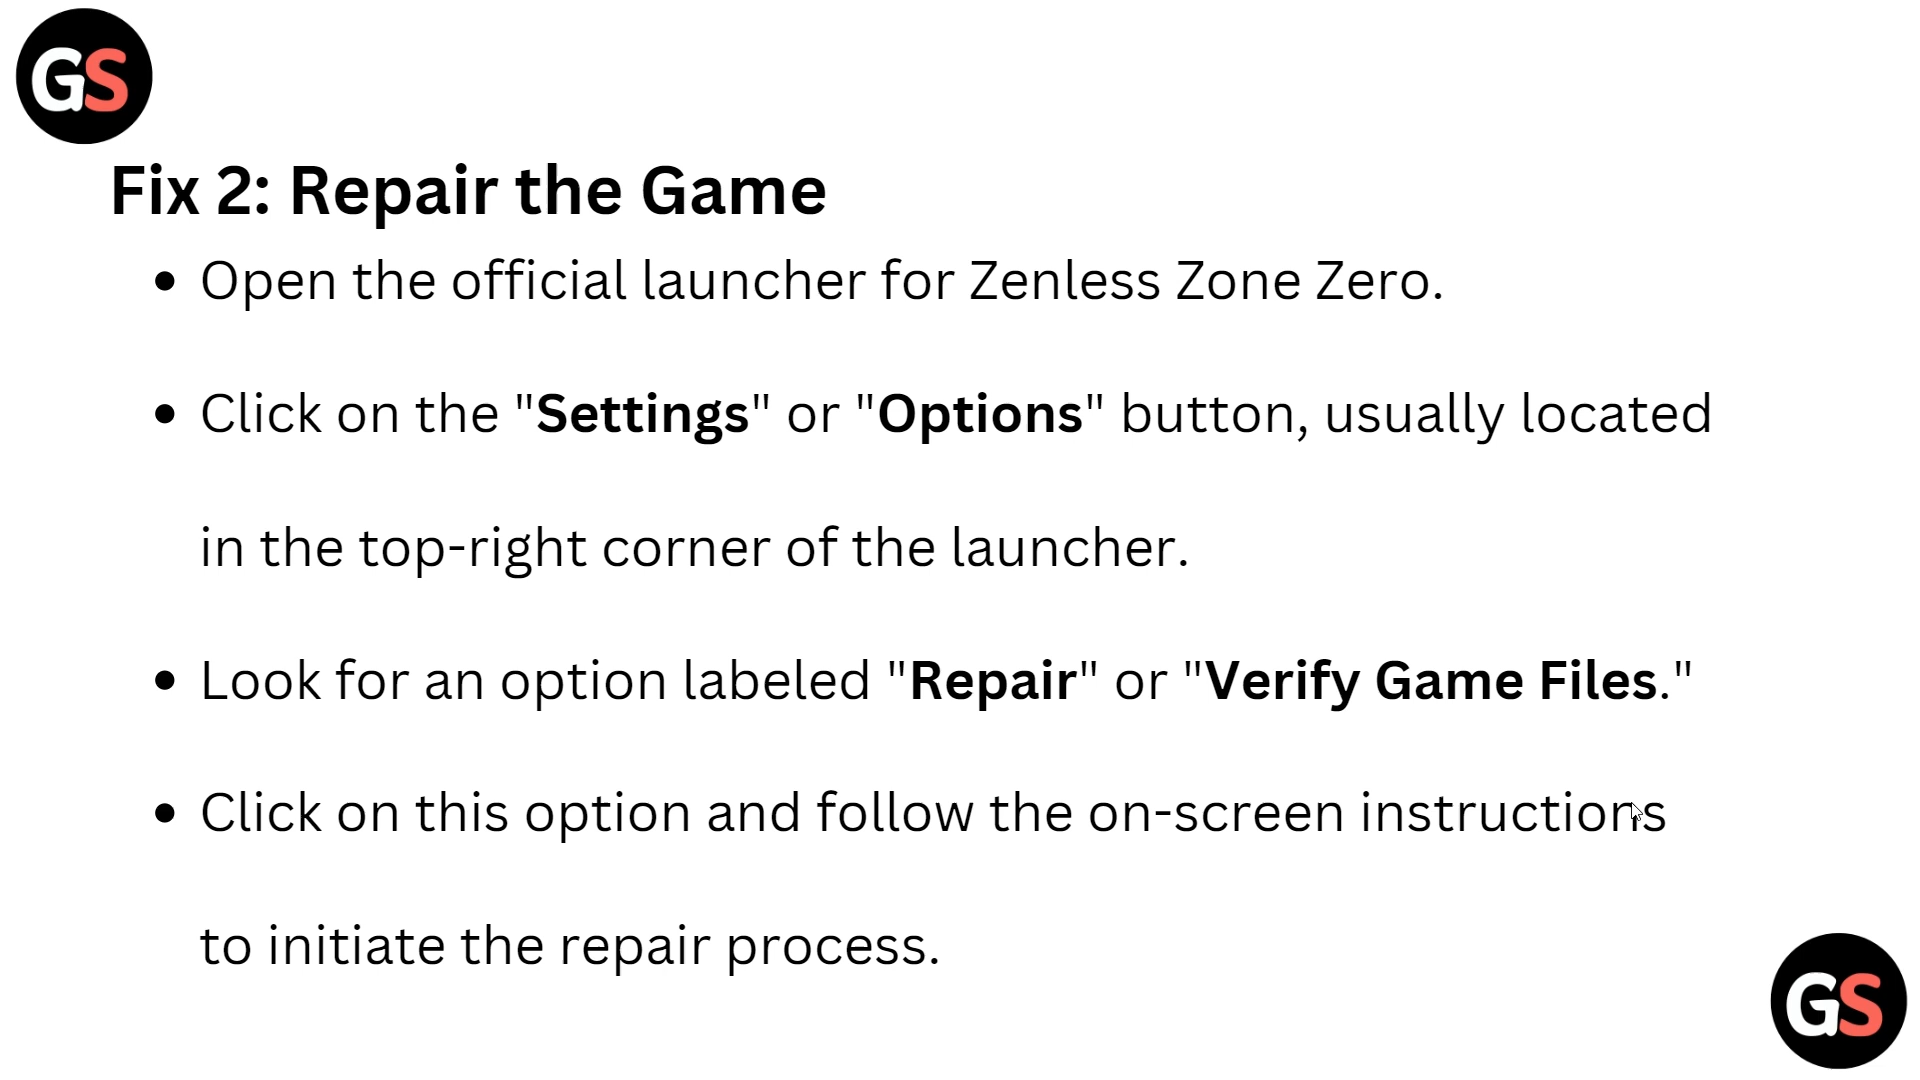 GS
Fix 2: Repair the Game
• Open the official launcher for Zenless Zone Zero.
• Click on the "Settings" or "Options" button, usually located
in the top-right corner of the launcher.
• Look for an option labeled "Repair" or "Verify Game Files."
• Click on this option and follow the on-screen instructions
to initiate the repair process.
GS